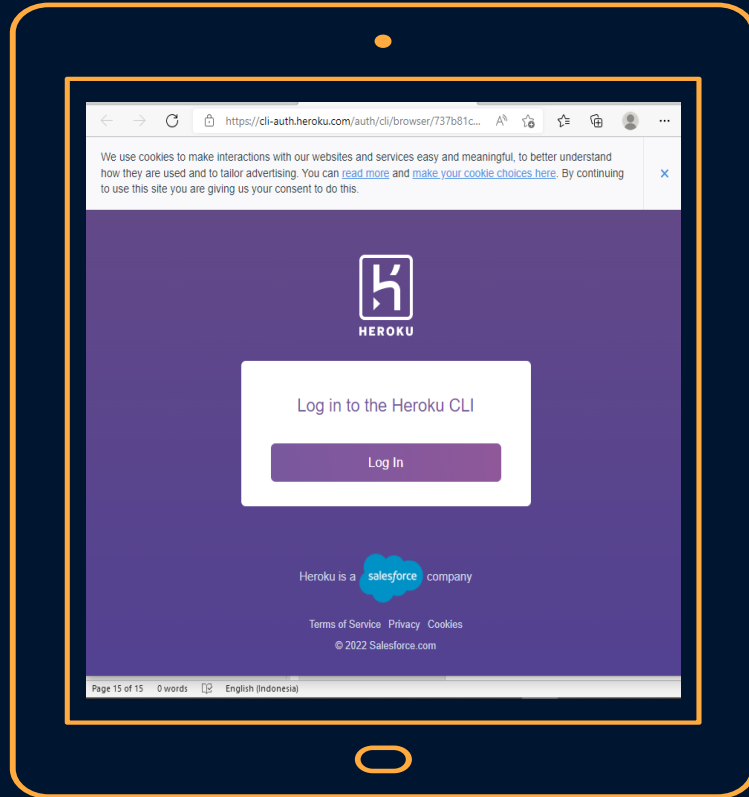 https://cli-auth.heroku.com/auth/cli/browser/737b81c...
We use cookies to make interactions with our websites and services easy and meaningful, to better understand
how they are used and to tailor advertising. You can read more and make your cookie choices here. By continuing
to use this site you are giving us your consent to do this.
HEROKU
Log in to the Heroku CLI
Log In
Heroku is a salesforce company
Terms of Service Privacy Cookies
© 2022 Salesforce.com
Page 15 of 15 0 words English (Indonesia)